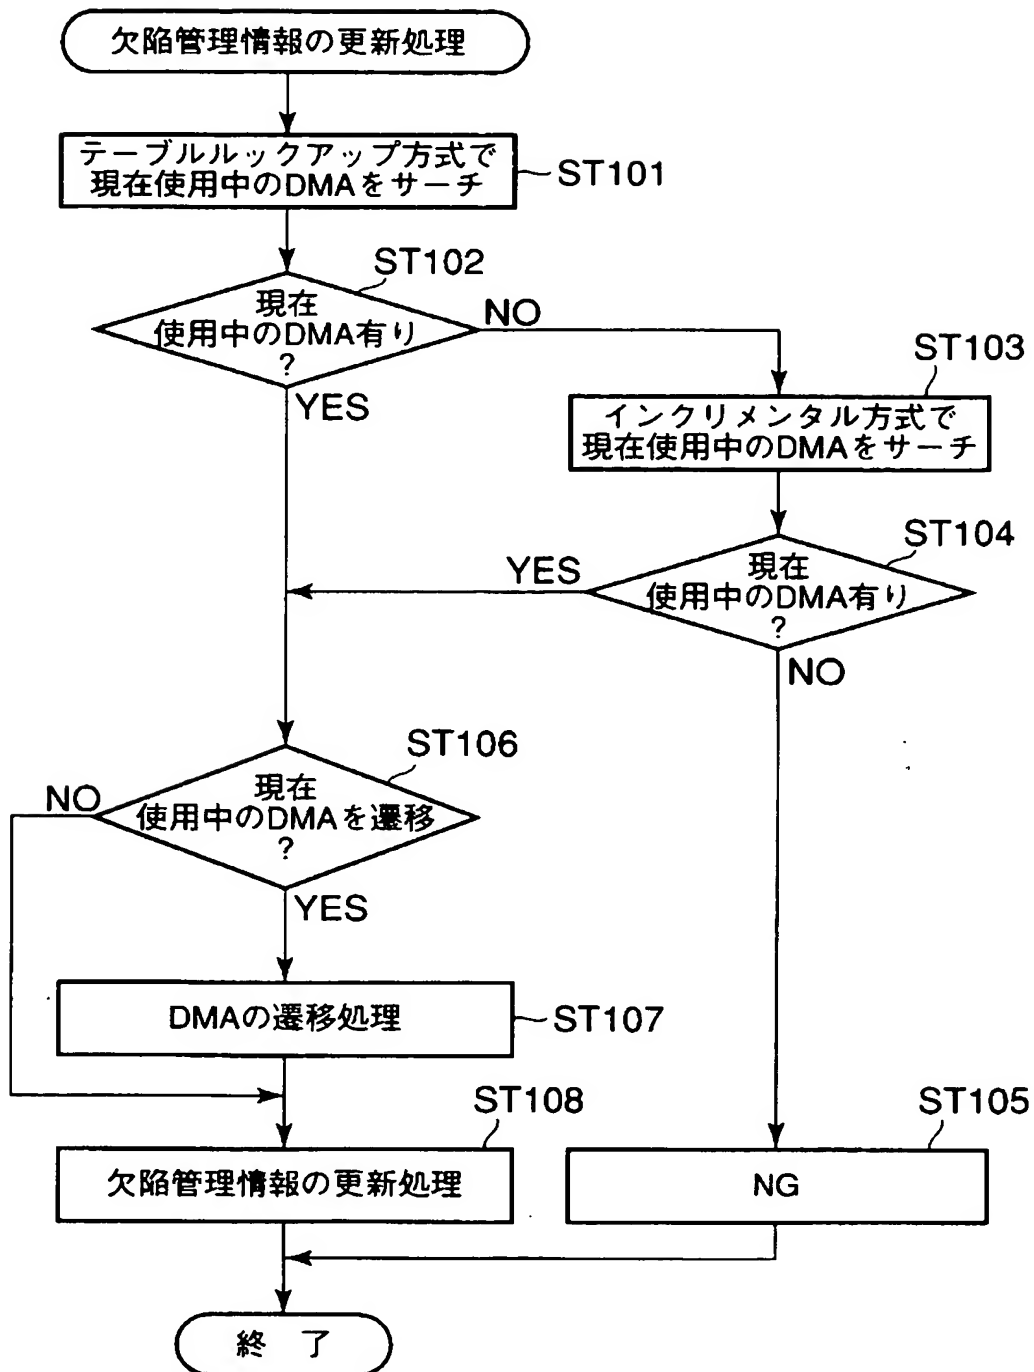 欠陥管理情報の更新処理
テーブルルックアップ方式で
現在使用中のDMAをサーチ
ST101
ST102
現在
使用中のDMA有り
?
NO
YES
ST103
インクリメンタル方式で
現在使用中のDMAをサーチ
ST104
現在
使用中のDMA有り
?
YES
NO
ST106
現在
使用中のDMAを遷移
?
NO
YES
DMAの遷移処理
ST107
ST108
欠陥管理情報の更新処理
ST105
NG
終 了